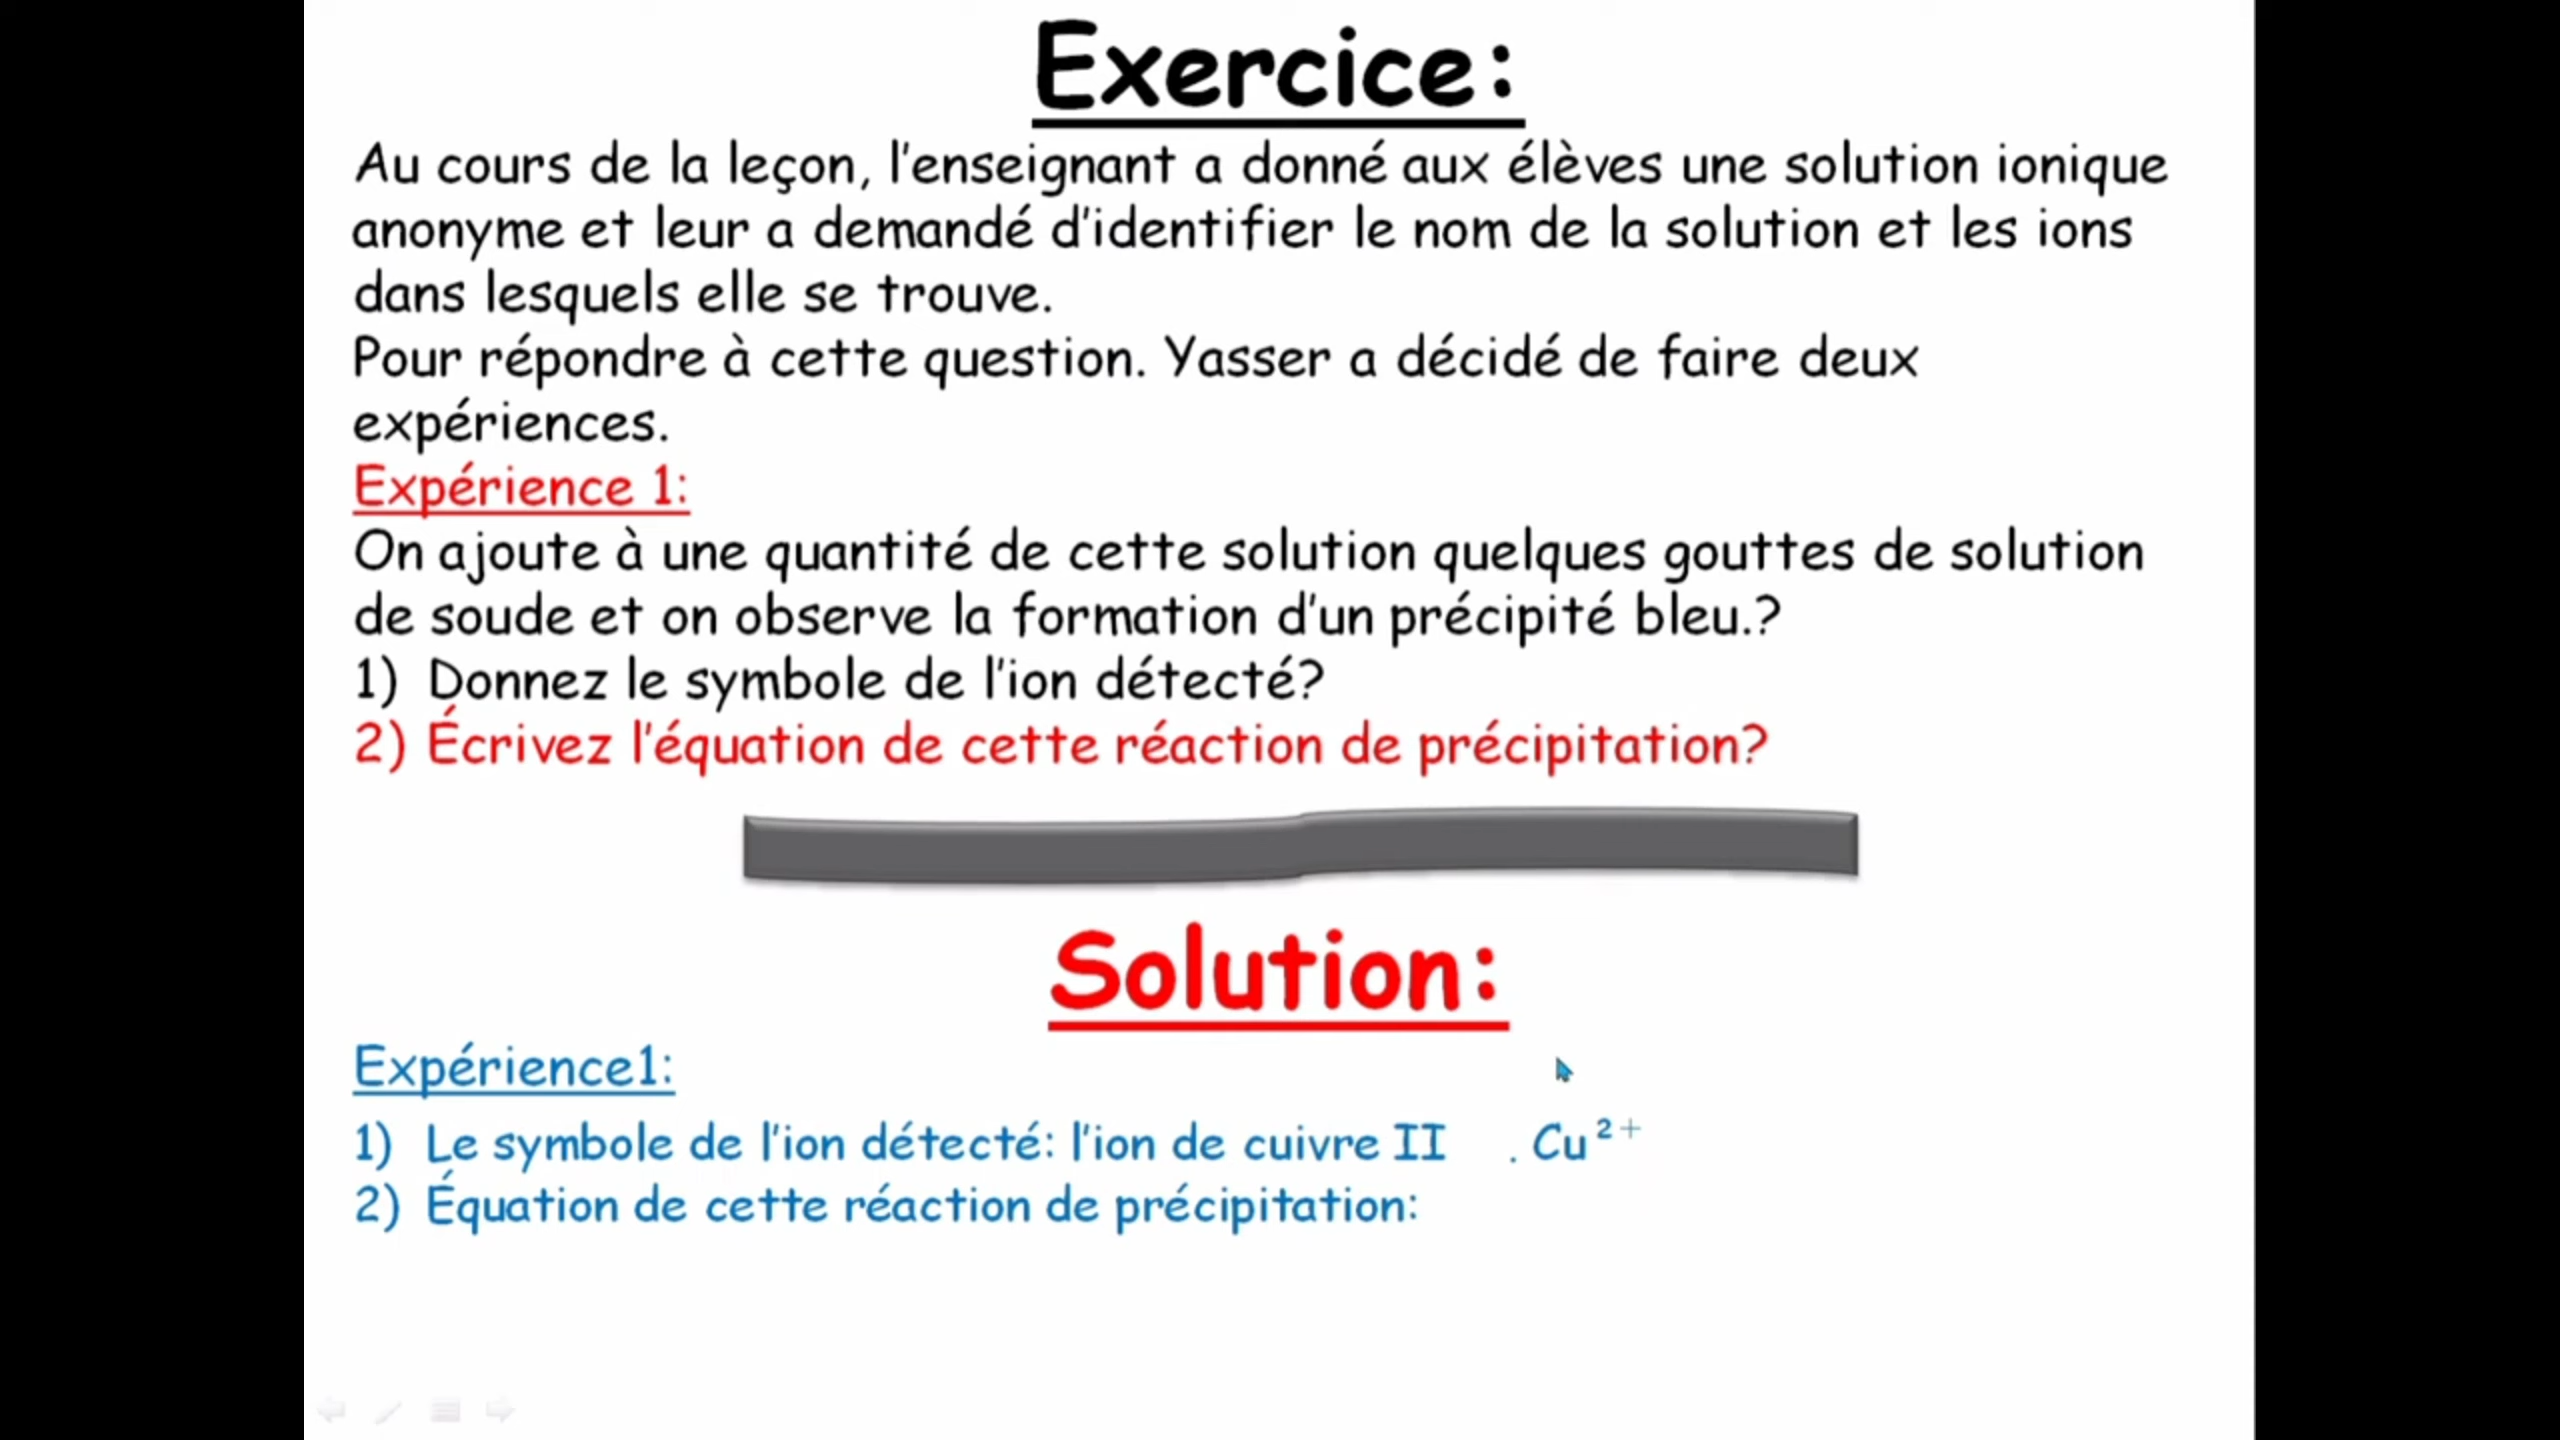 Exercice:
Au cours de la leçon, l'enseignant a donné aux élèves une solution ionique
anonyme et leur a demandé d'identifier le nom de la solution et les ions
dans lesquels elle se trouve.
Pour répondre à cette question. Yasser a décidé de faire deux
expériences.
Expérience 1:
On ajoute à une quantité de cette solution quelques gouttes de solution
de soude et on observe la formation d'un précipité bleu.?
1) Donnez le symbole de l'ion détecté?
2) Écrivez l'équation de cette réaction de précipitation?
Solution:
Expérience1:
1) Le symbole de l'ion détecté: l'ion de cuivre II . Cu²⁺
2) Équation de cette réaction de précipitation: